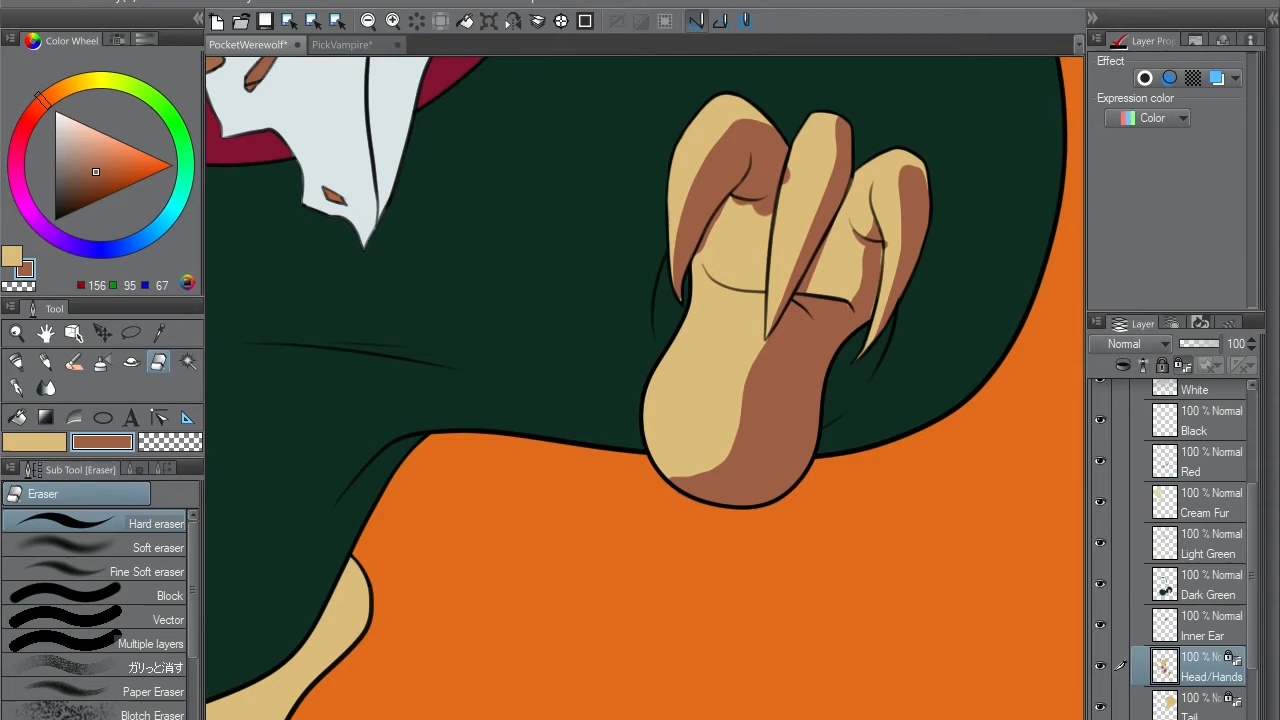 PocketWerewolf*
PickVampire*
Color Wheel
156
95
67
Tool
Sub Tool [Eraser]
Eraser
Hard eraser
Soft eraser
Fine Soft eraser
Block
Vector
Multiple layers
ガリっと消す
Paper Eraser
Blotch Eraser
Layer Prop
Effect
Expression color
Color
Layer
Normal
100
White
100 % Normal
Black
100 % Normal
Red
100 % Normal
Cream Fur
100 % Normal
Light Green
100 % Normal
Dark Green
100 % Normal
Inner Ear
100 % No
Head/Hands
100 % No
Tail